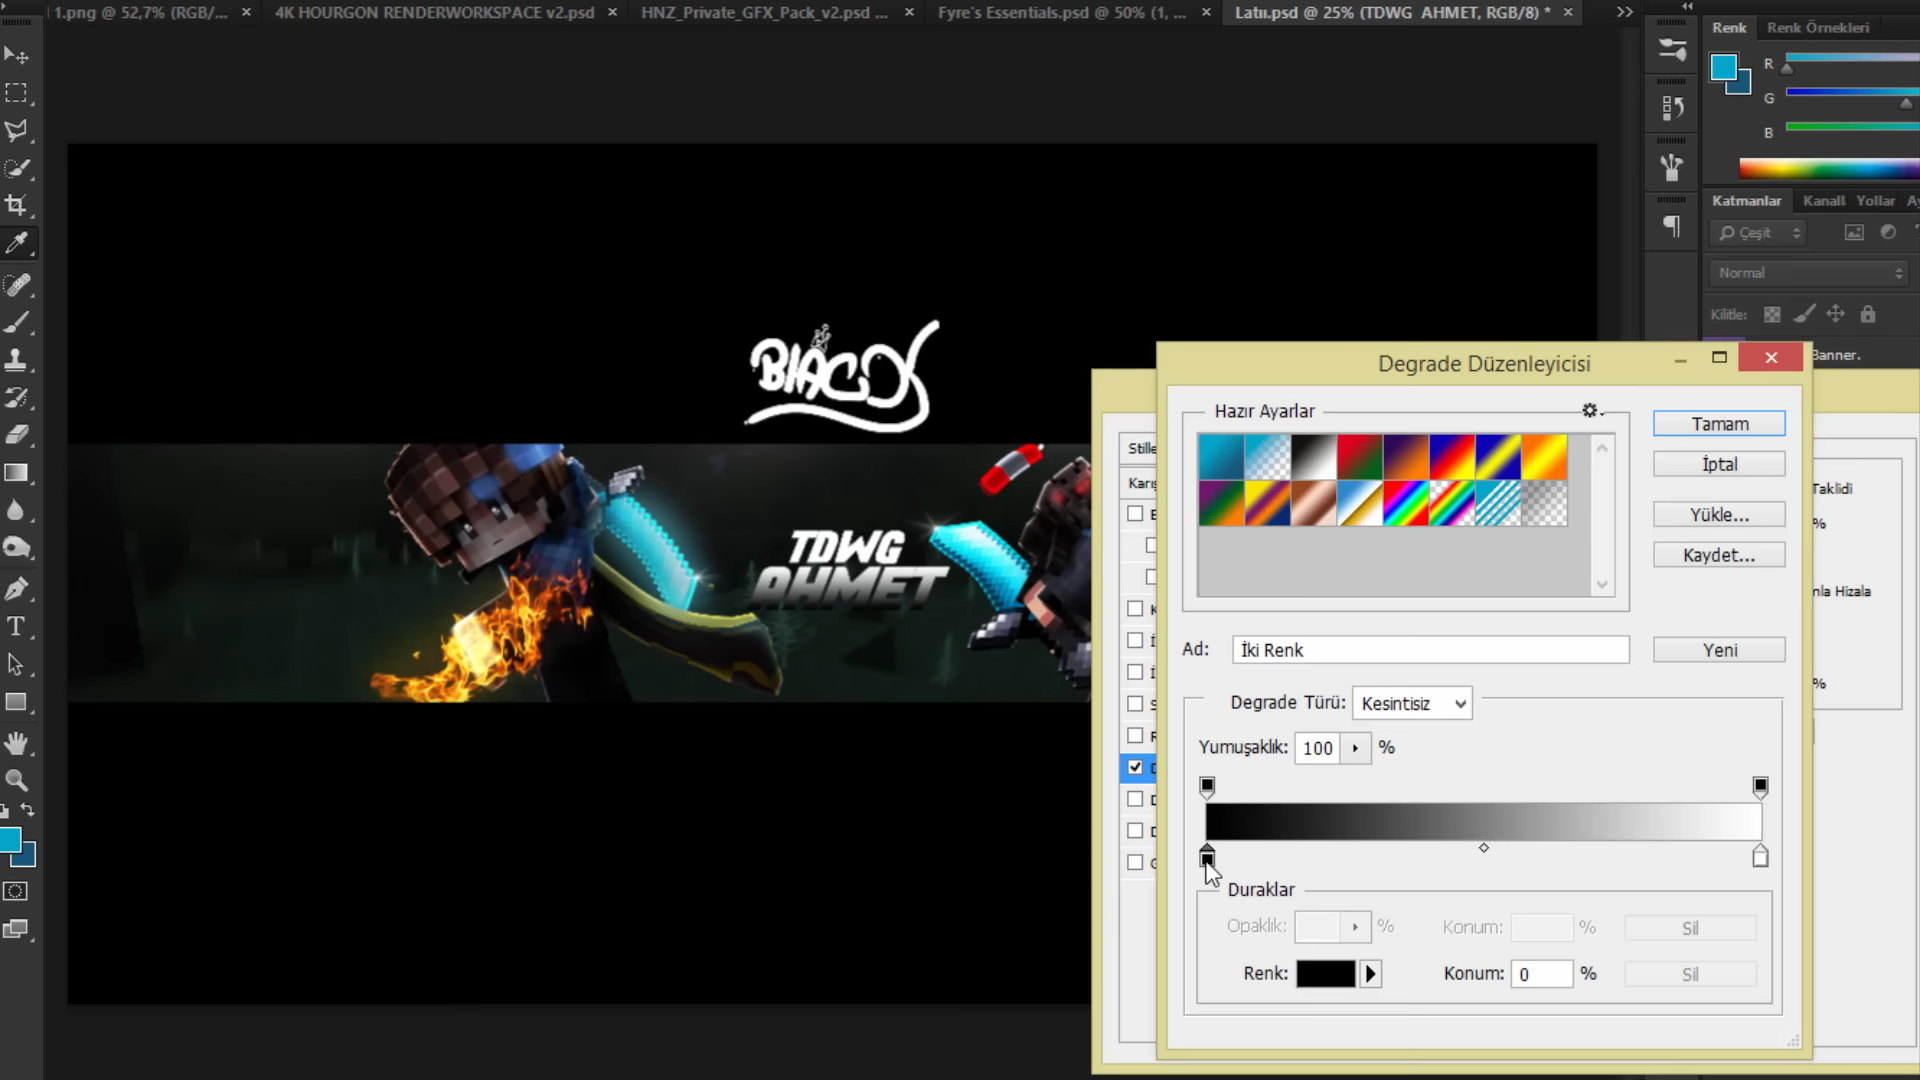 1.png @ 52,7% (RGB/... × 4K HOURGON RENDERWORKSPACE v2.psd × HNZ_Private_GFX_Pack_v2.psd ... × Fyre's Essentials.psd @ 50% (1, ... × Latıı.psd @ 25% (TDWG AHMET, RGB/8) * ×
Renk Renk Örnekleri
R
G
B
Katmanlar Kanall Yollar
Çeşit
Normal
Kilitle:
Banner.
BIACO
TDWG
AHMET
Degrade Düzenleyicisi
Hazır Ayarlar
Tamam
İptal
Yükle...
Kaydet...
Stille
Karış
Taklidi
%
nla Hizala
%
Ad: İki Renk
Yeni
Degrade Türü: Kesintisiz
Yumuşaklık: 100 %
Duraklar
Opaklık: % Konum: % Sil
Renk: Konum: 0 % Sil